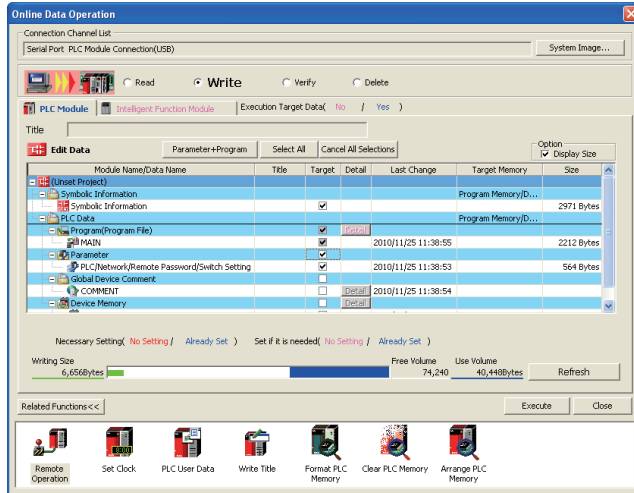 Online Data Operation
Connection Channel List
Serial Port PLC Module Connection(USB)
System Image...
Read
Write
Verify
Delete
PLC Module
Intelligent Function Module
Execution Target Data( No / Yes )
Title
Edit Data
Parameter+Program
Select All
Cancel All Selections
Option
Display Size
Module Name/Data Name Title Target Detail Last Change Target Memory Size
(Unset Project)
Symbolic Information Program Memory/D...
Symbolic Information 2971 Bytes
PLC Data Program Memory/D...
Program(Program File) Detail
MAIN 2010/11/25 11:38:55 2212 Bytes
Parameter
PLC/Network/Remote Password/Switch Setting 2010/11/25 11:38:53 564 Bytes
Global Device Comment
COMMENT Detail 2010/11/25 11:38:54
Device Memory Detail
Necessary Setting( No Setting / Already Set ) Set if it is needed( No Setting / Already Set )
Writing Size Free Volume Use Volume
6,656Bytes 74,240 40,448Bytes Refresh
Related Functions<< Execute Close
Remote Operation
Set Clock
PLC User Data
Write Title
Format PLC Memory
Clear PLC Memory
Arrange PLC Memory